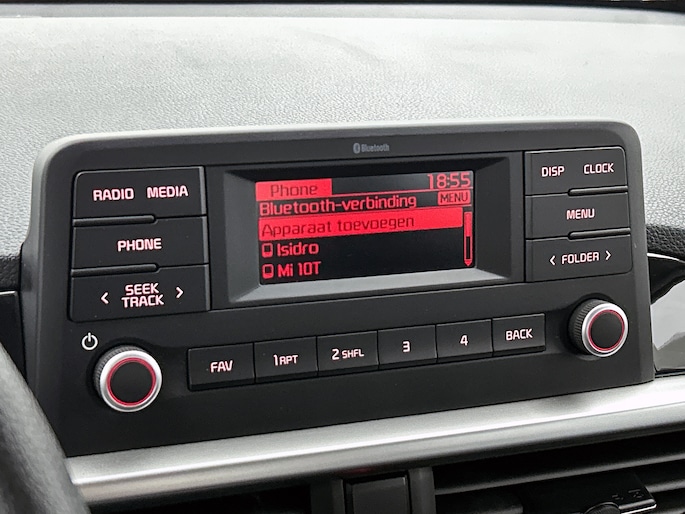 Bluetooth
RADIO MEDIA
PHONE
< SEEK TRACK >
Phone 18:55
Bluetooth-verbinding MENU
Apparaat toevoegen
Isidro
Mi 10T
DISP CLOCK
MENU
< FOLDER >
FAV 1 RPT 2 SHFL 3 4 BACK